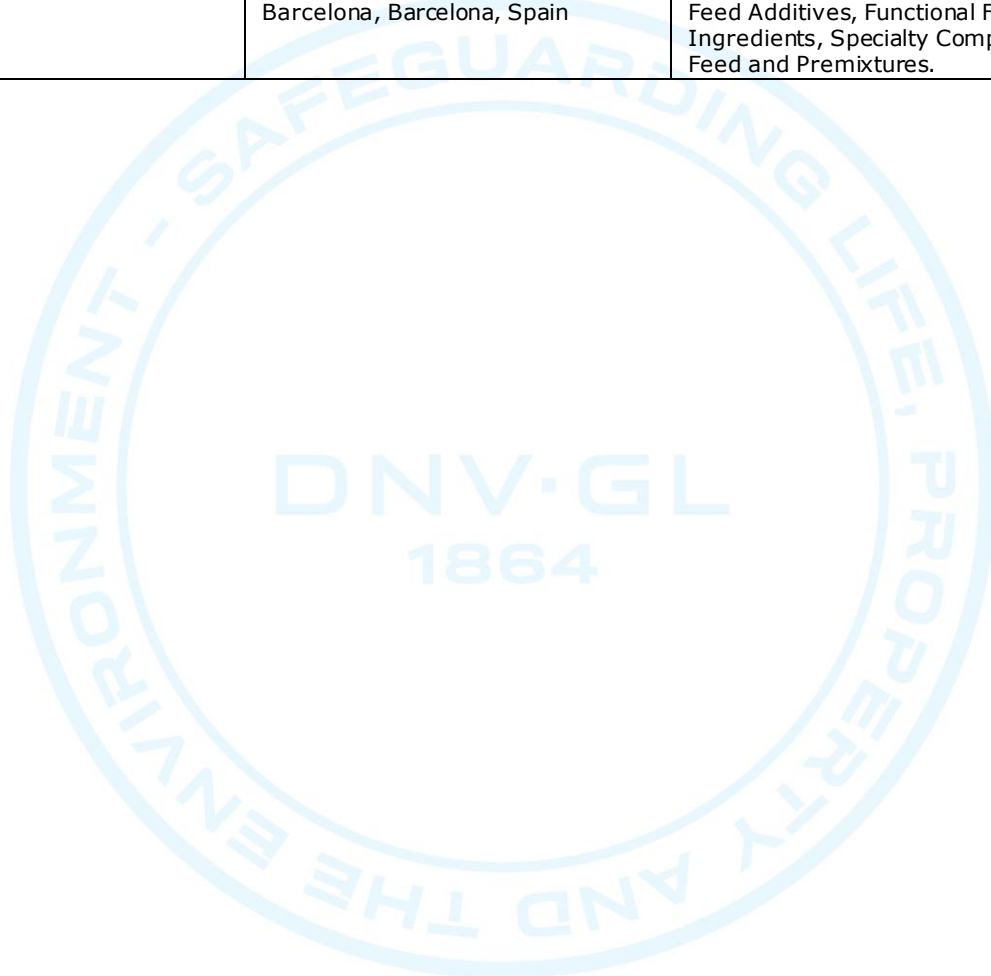 Barcelona, Barcelona, Spain
Feed Additives, Functional F
Ingredients, Specialty Comp
Feed and Premixtures.
SAFEGUARDING LIFE, PROPERTY AND THE ENVIRONMENT -
DNV·GL
1864